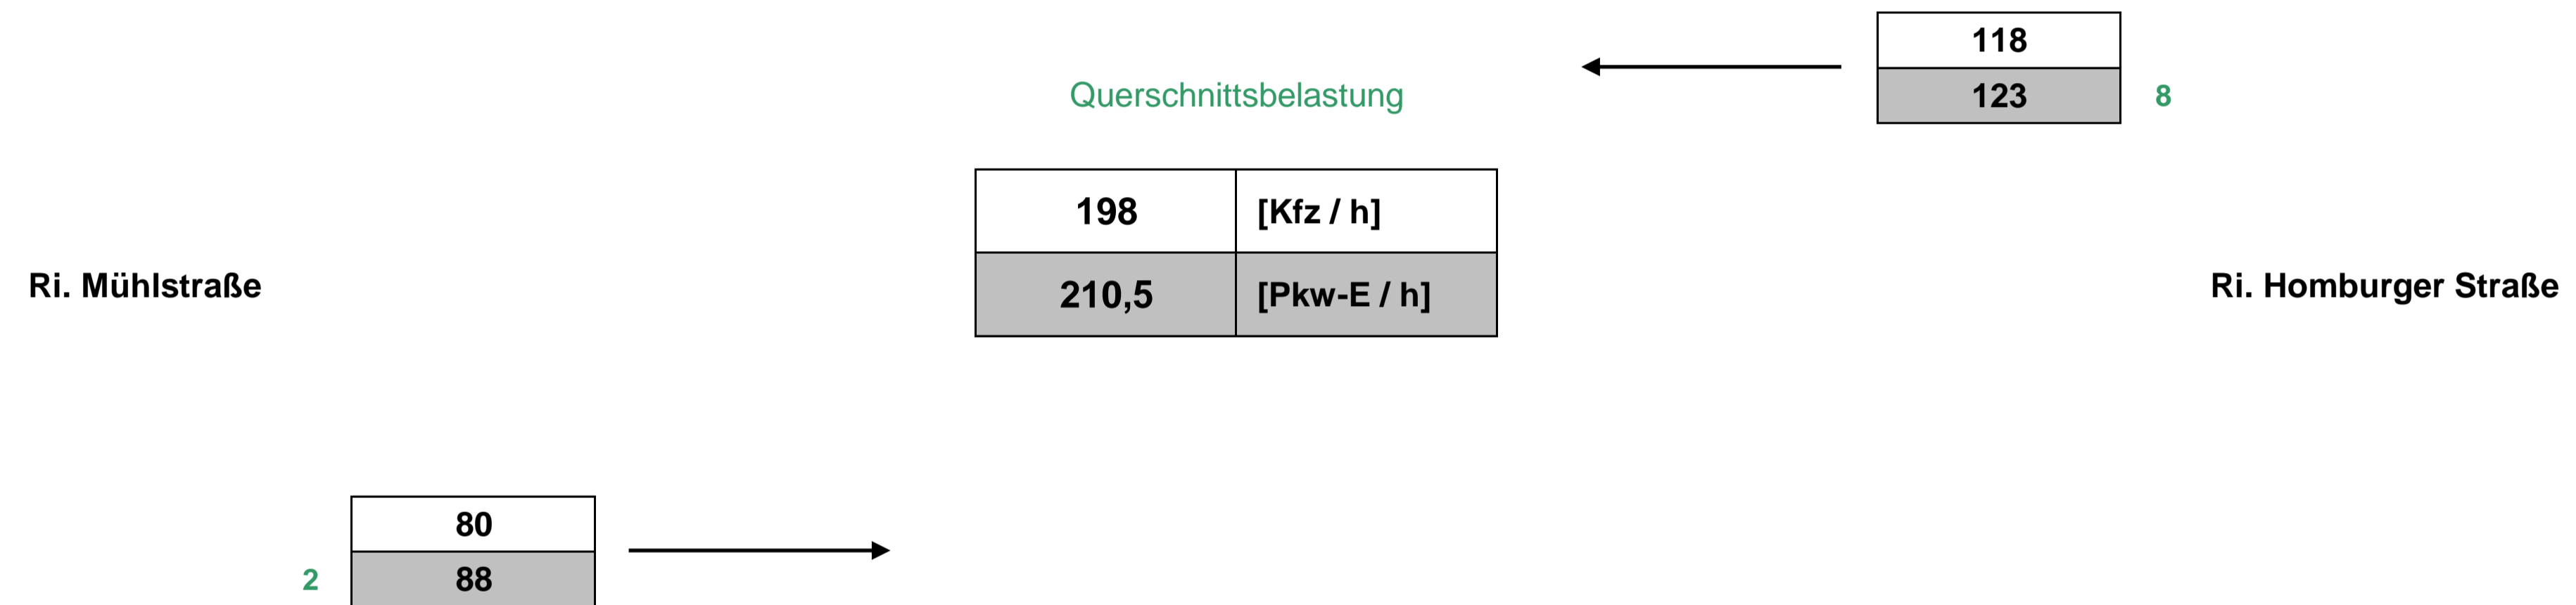 118
123 8
Querschnittsbelastung
198 [Kfz / h]
210,5 [Pkw-E / h]
Ri. Mühlstraße
Ri. Homburger Straße
80
2 88